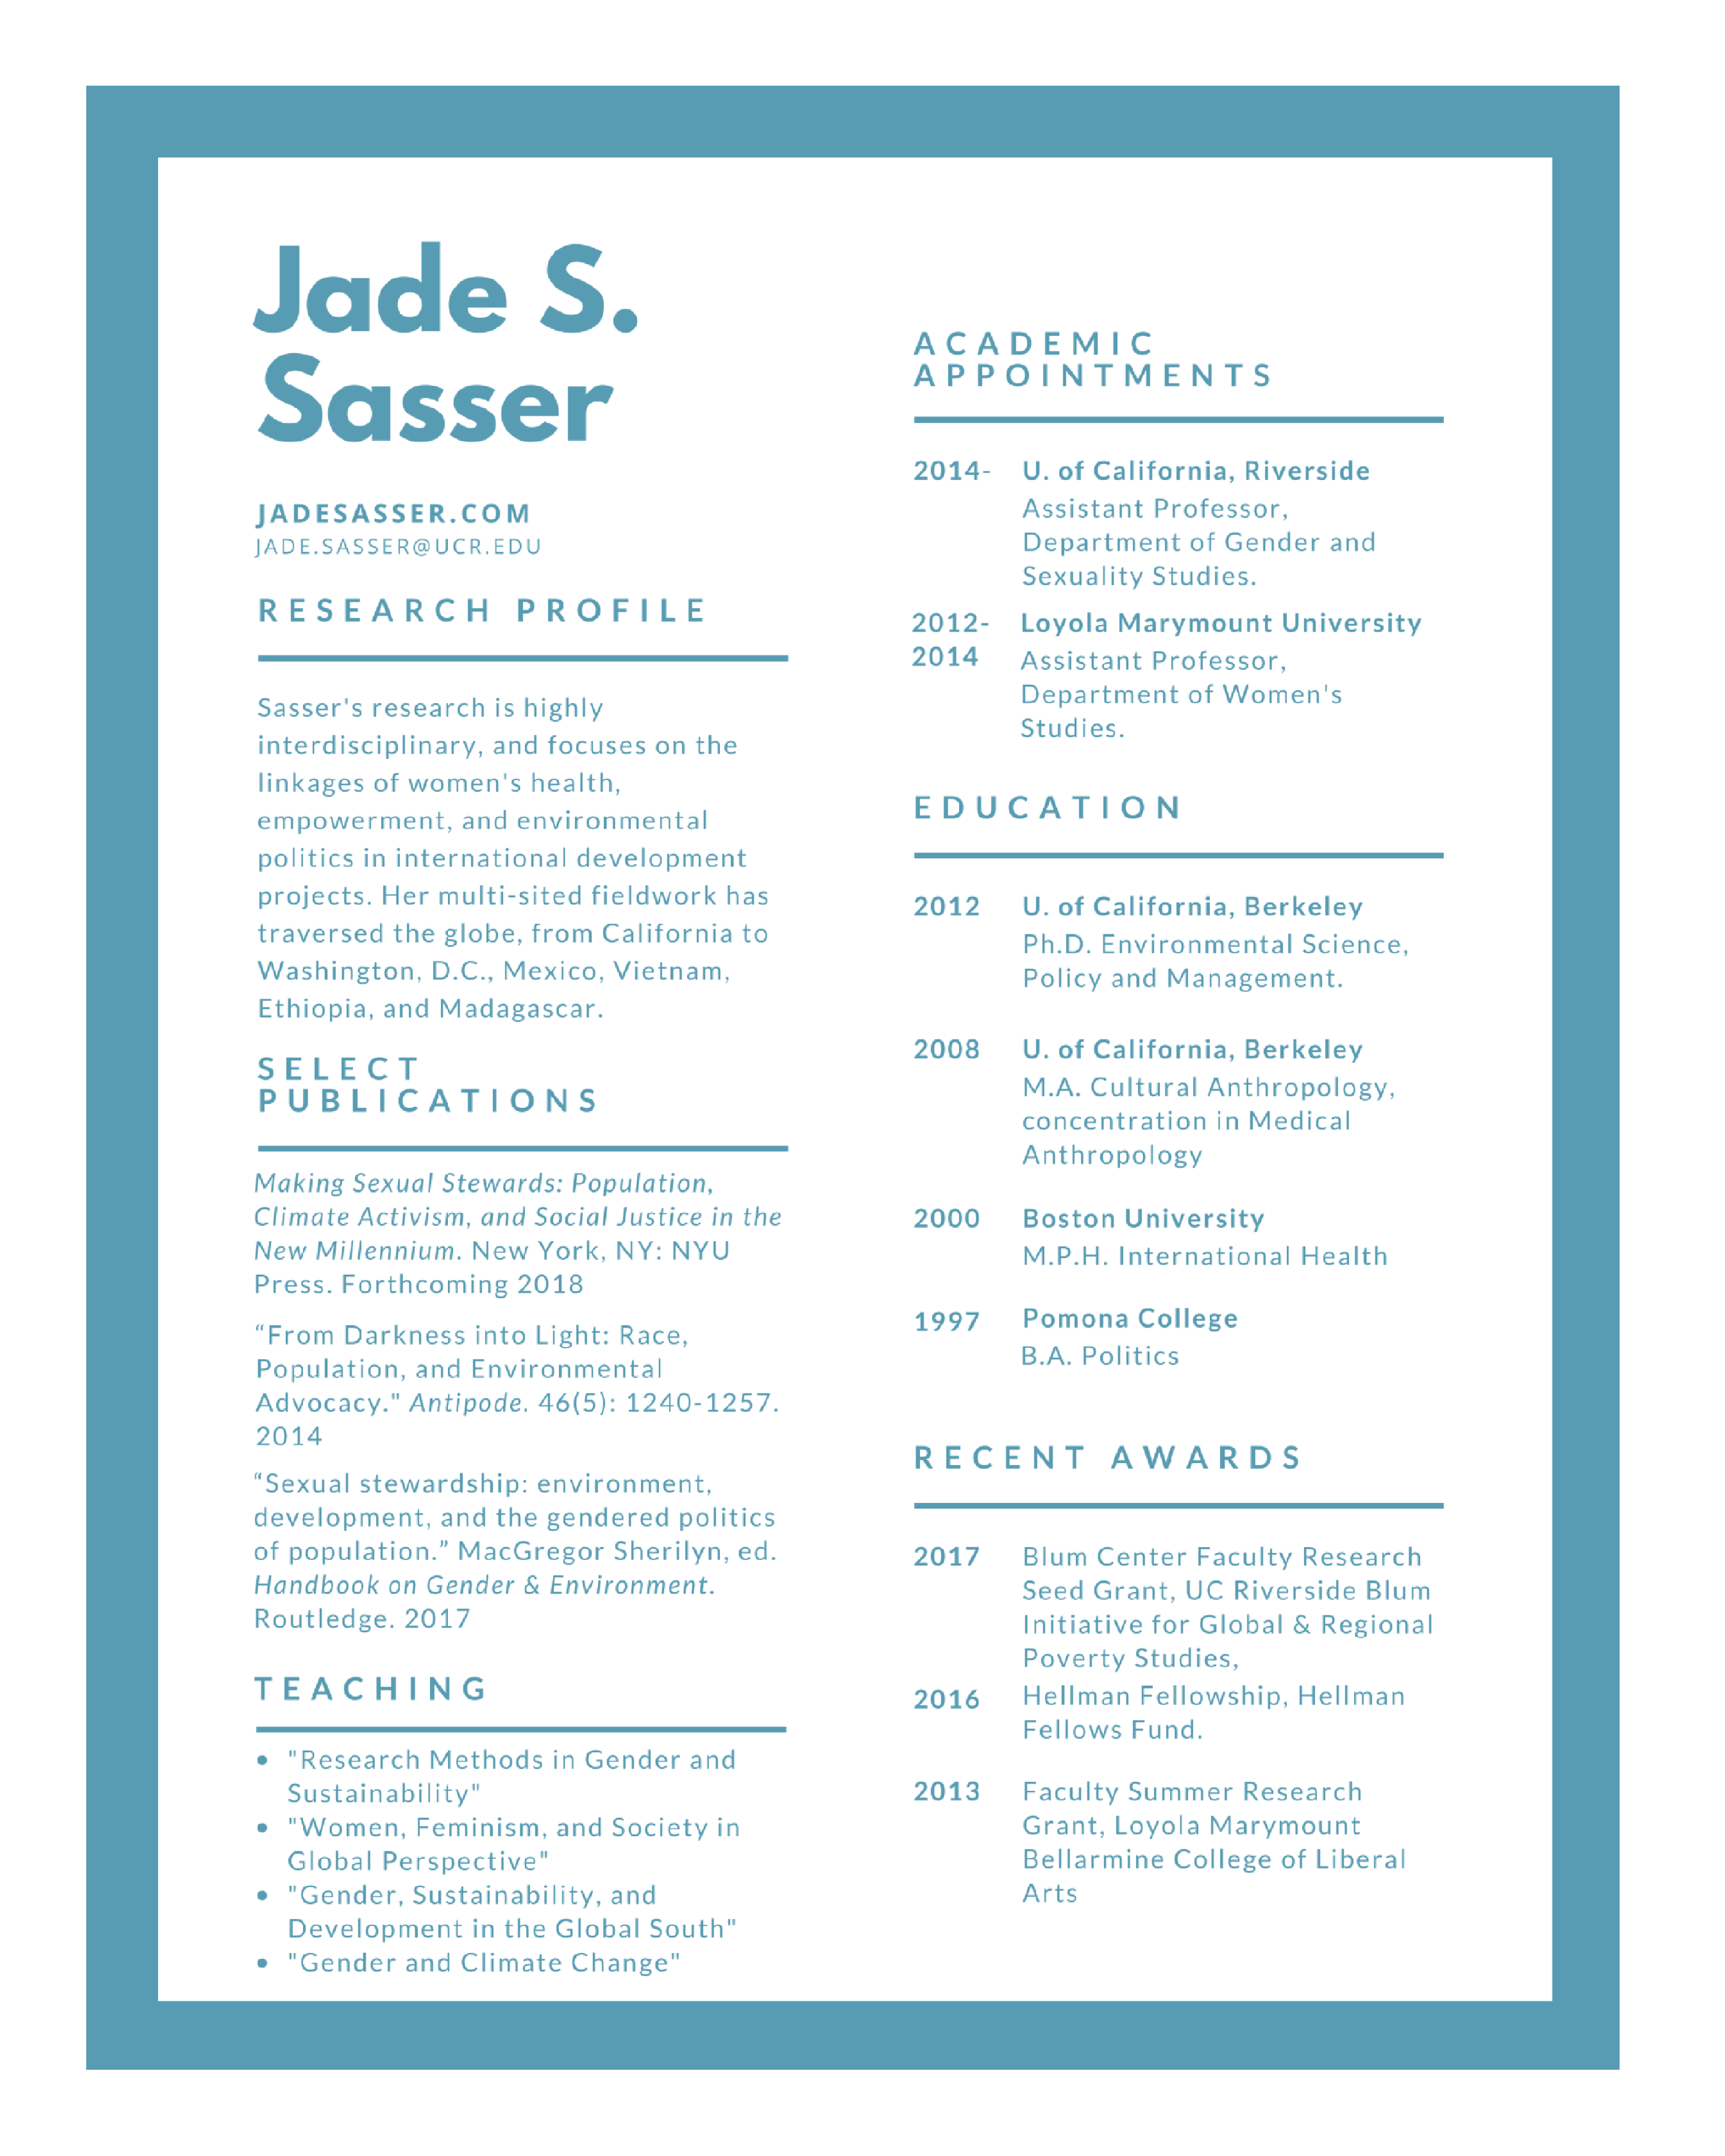 Jade S.
Sasser
JADESASSER.COM
JADE.SASSER@UCR.EDU
RESEARCH PROFILE
Sasser's research is highly
interdisciplinary, and focuses on the
linkages of women's health,
empowerment, and environmental
politics in international development
projects. Her multi-sited fieldwork has
traversed the globe, from California to
Washington, D.C., Mexico, Vietnam,
Ethiopia, and Madagascar.
SELECT
PUBLICATIONS
Making Sexual Stewards: Population,
Climate Activism, and Social Justice in the
New Millennium. New York, NY: NYU
Press. Forthcoming 2018
“From Darkness into Light: Race,
Population, and Environmental
Advocacy." Antipode. 46(5): 1240-1257.
2014
“Sexual stewardship: environment,
development, and the gendered politics
of population.” MacGregor Sherilyn, ed.
Handbook on Gender & Environment.
Routledge. 2017
TEACHING
• "Research Methods in Gender and
Sustainability"
• "Women, Feminism, and Society in
Global Perspective"
• "Gender, Sustainability, and
Development in the Global South"
• "Gender and Climate Change"
ACADEMIC
APPOINTMENTS
2014- U. of California, Riverside
Assistant Professor,
Department of Gender and
Sexuality Studies.
2012- Loyola Marymount University
2014 Assistant Professor,
Department of Women's
Studies.
EDUCATION
2012 U. of California, Berkeley
Ph.D. Environmental Science,
Policy and Management.
2008 U. of California, Berkeley
M.A. Cultural Anthropology,
concentration in Medical
Anthropology
2000 Boston University
M.P.H. International Health
1997 Pomona College
B.A. Politics
RECENT AWARDS
2017 Blum Center Faculty Research
Seed Grant, UC Riverside Blum
Initiative for Global & Regional
Poverty Studies,
2016 Hellman Fellowship, Hellman
Fellows Fund.
2013 Faculty Summer Research
Grant, Loyola Marymount
Bellarmine College of Liberal
Arts